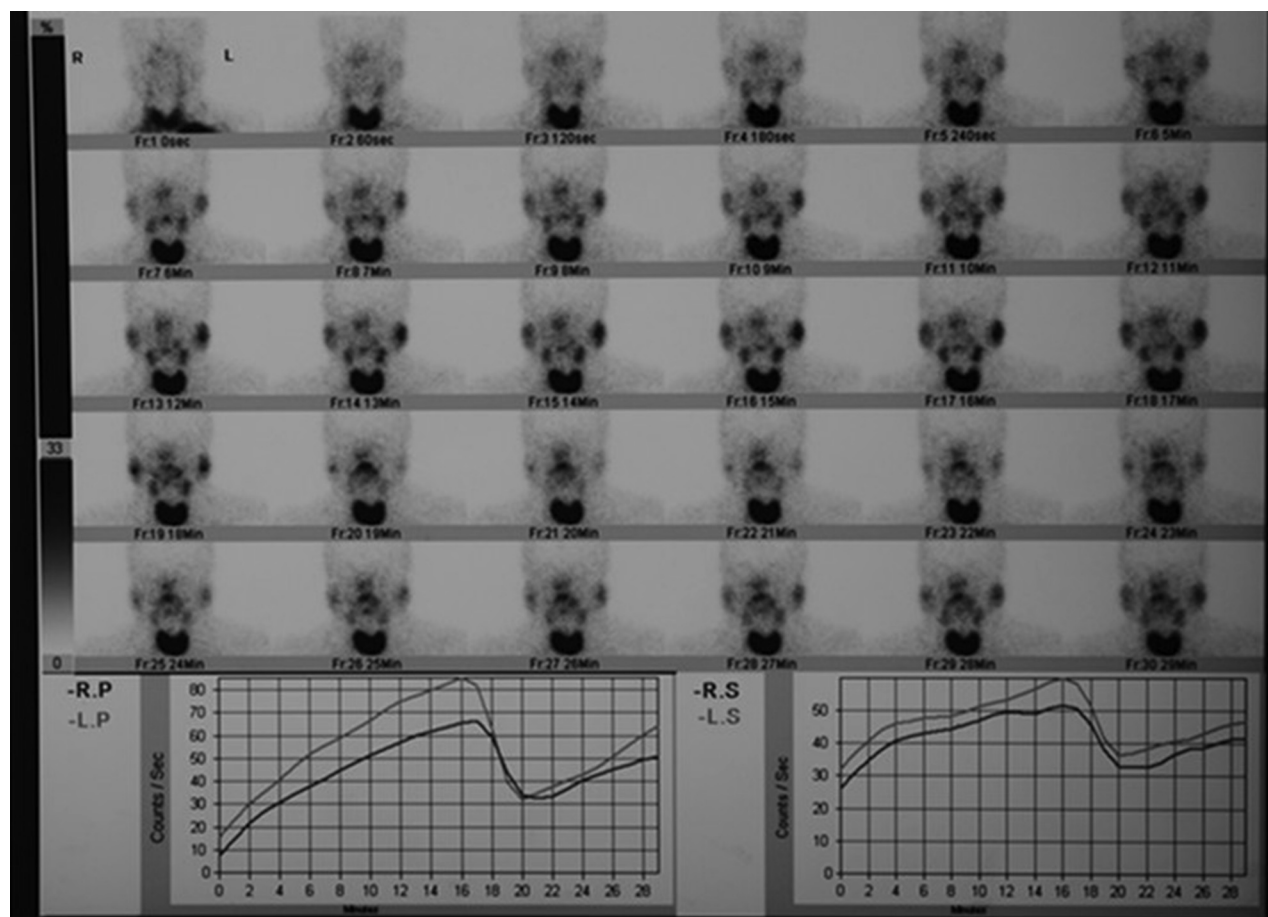 %
R L
Fr:1 0sec Fr:2 60sec Fr:3 120sec Fr:4 180sec Fr:5 240sec Fr:6 5Min
Fr:7 6Min Fr:8 7Min Fr:9 8Min Fr:10 9Min Fr:11 10Min Fr:12 11Min
Fr:13 12Min Fr:14 13Min Fr:15 14Min Fr:16 15Min Fr:17 16Min Fr:18 17Min
33
Fr:19 18Min Fr:20 19Min Fr:21 20Min Fr:22 21Min Fr:23 22Min Fr:24 23Min
0
Fr:25 24Min Fr:26 25Min Fr:27 26Min Fr:28 27Min Fr:29 28Min Fr:30 29Min
-R.P
-L.P
Counts / Sec
80
70
60
50
40
30
20
10
0
0 2 4 6 8 10 12 14 16 18 20 22 24 26 28
Minutes
-R.S
-L.S
Counts / Sec
50
40
30
20
10
0
0 2 4 6 8 10 12 14 16 18 20 22 24 26 28
Minutes